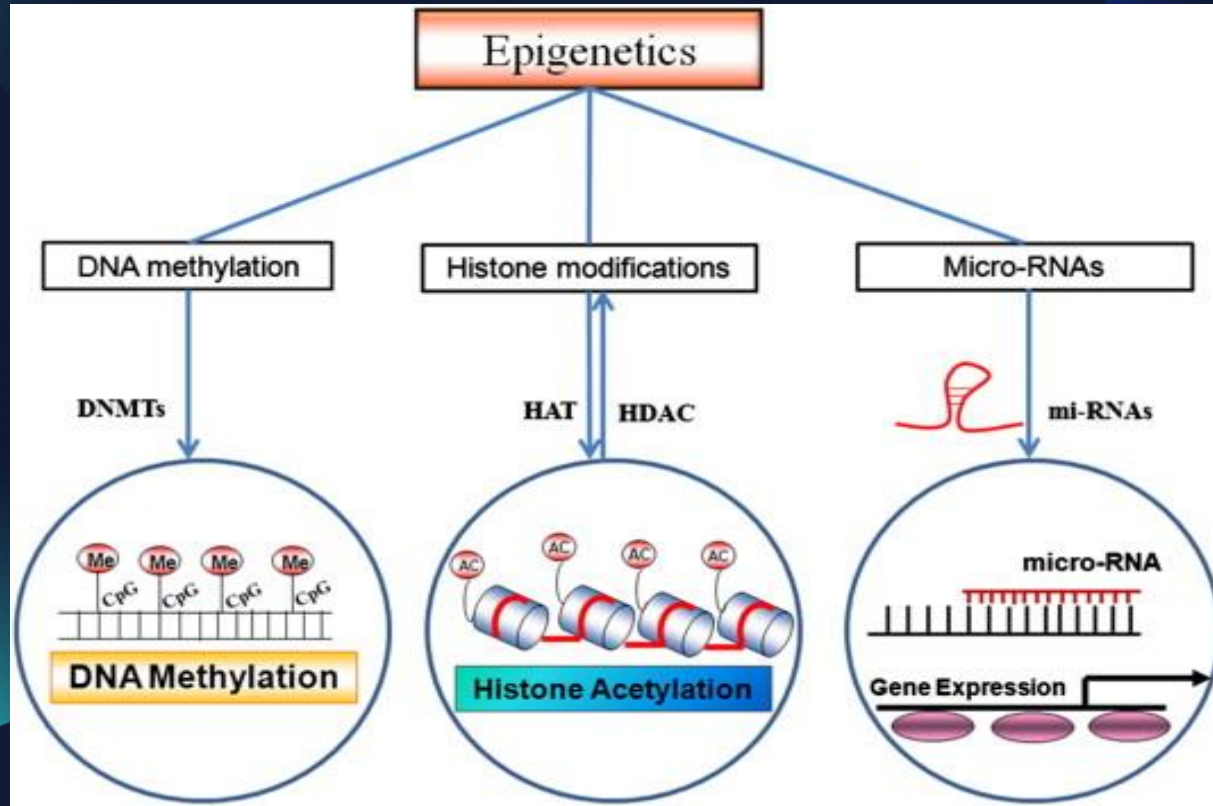 Epigenetics
DNA methylation
Histone modifications
Micro-RNAs
DNMTs
HAT
HDAC
mi-RNAs
Me
Me
Me
Me
CpG
CpG
CpG
CpG
DNA Methylation
AC
AC
AC
AC
Histone Acetylation
micro-RNA
Gene Expression